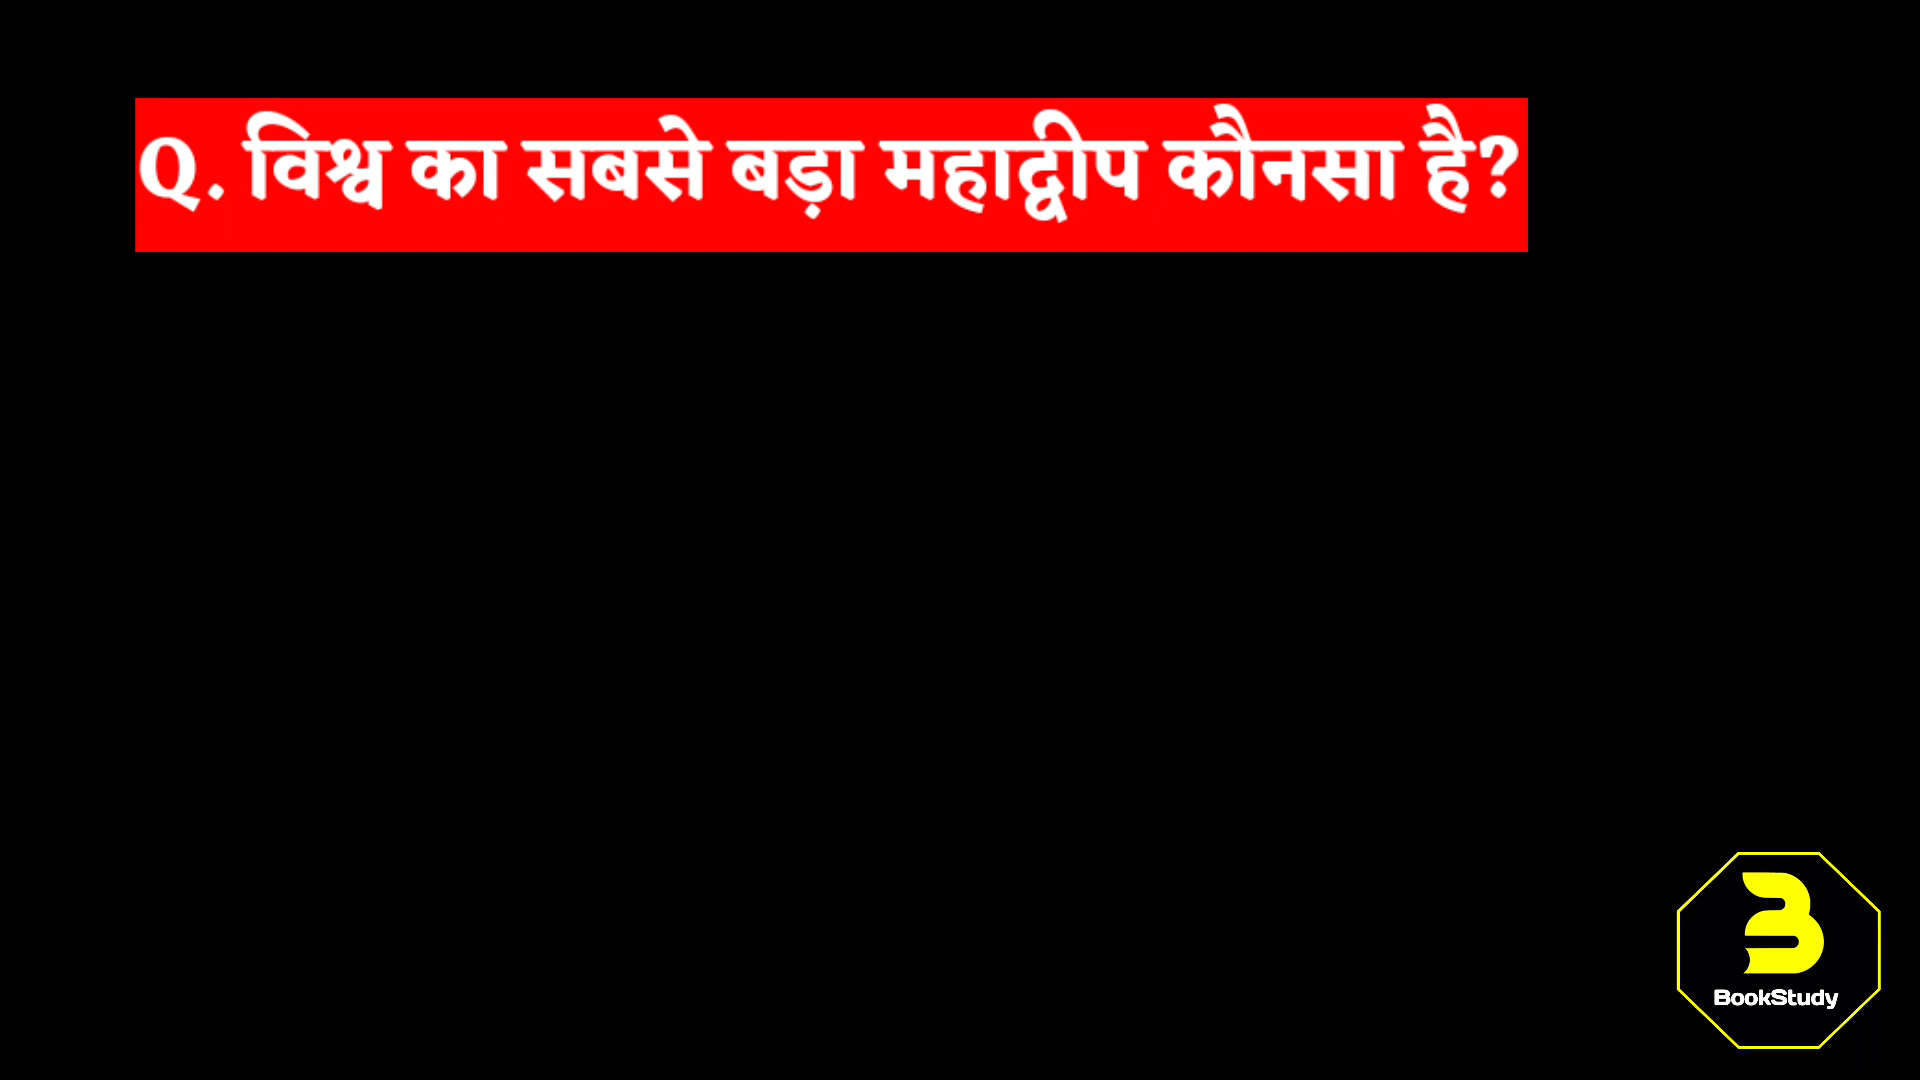 Q. विश्व का सबसे बड़ा महाद्वीप कौनसा है?
BookStudy